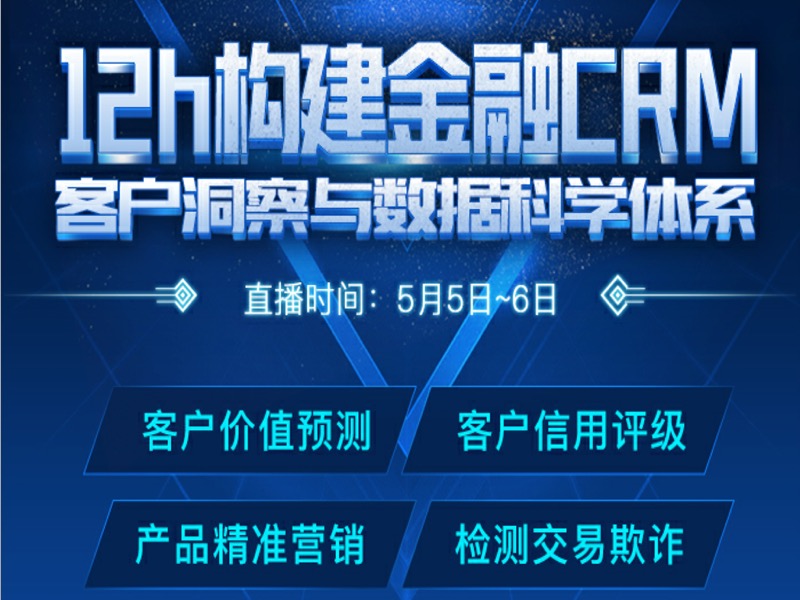 12h构建金融CRM
客户洞察与数据科学体系
直播时间：5月5日~6日
客户价值预测
客户信用评级
产品精准营销
检测交易欺诈